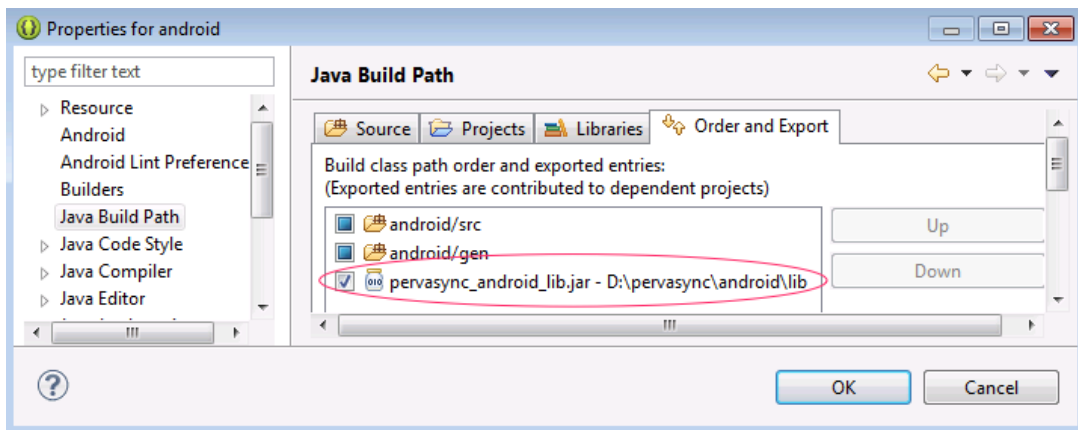 Properties for android
type filter text
Resource
Android
Android Lint Preference
Builders
Java Build Path
Java Code Style
Java Compiler
Java Editor
Java Build Path
Source Projects Libraries Order and Export
Build class path order and exported entries:
(Exported entries are contributed to dependent projects)
android/src
android/gen
010 pervasync_android_lib.jar - D:\pervasync\android\lib
Up
Down
? OK Cancel